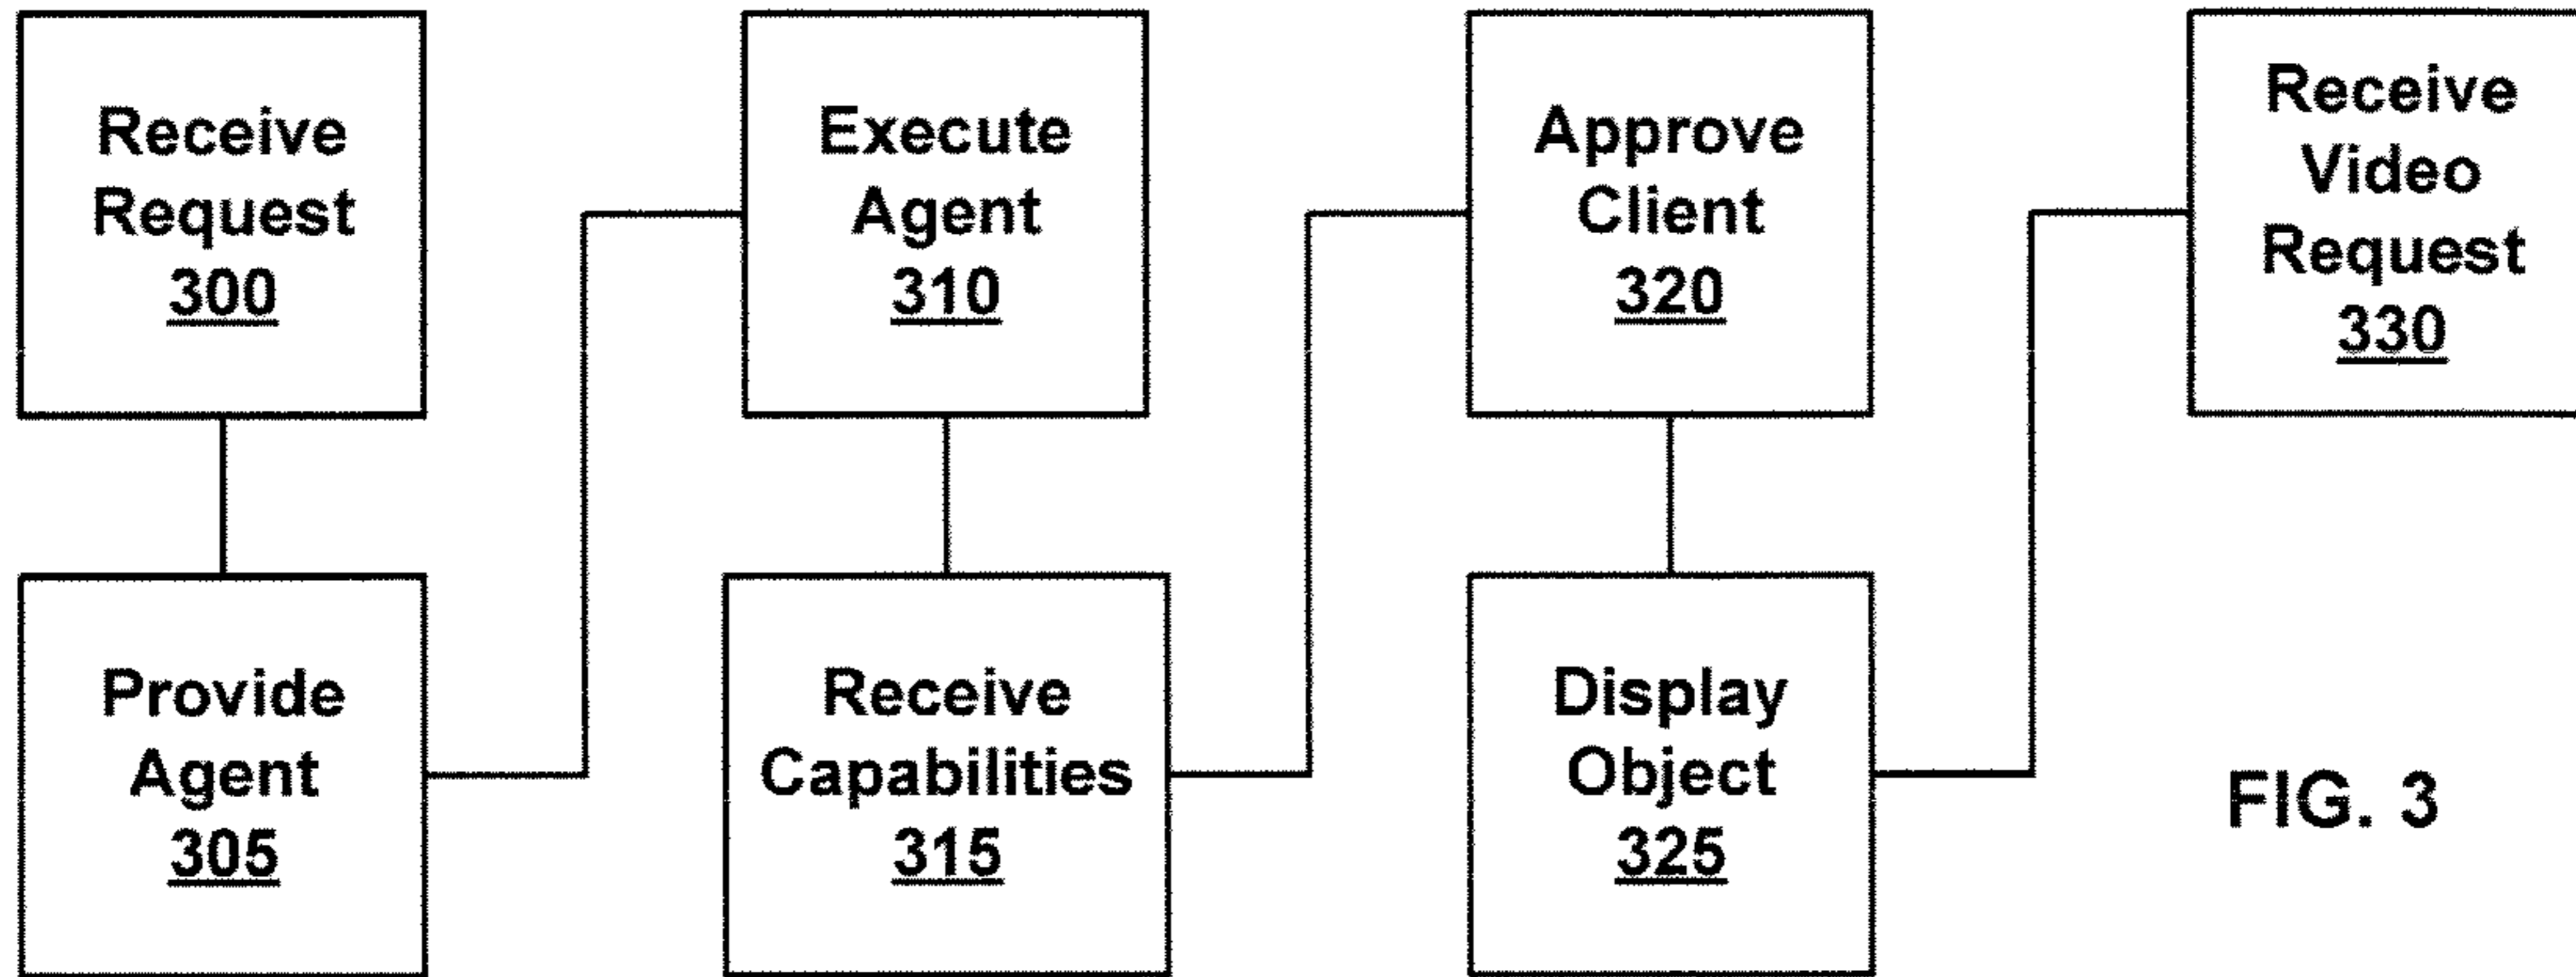 Receive
Request
300
Provide
Agent
305
Execute
Agent
310
Receive
Capabilities
315
Approve
Client
320
Display
Object
325
Receive
Video
Request
330
FIG. 3